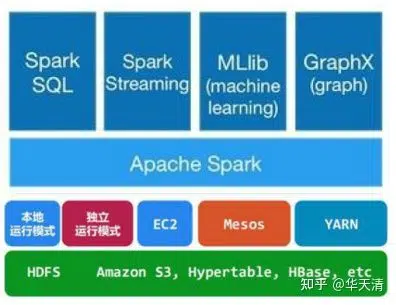 Spark
SQL
Spark
Streaming
MLlib
(machine
learning)
GraphX
(graph)
Apache Spark
本地
运行模式
独立
运行模式
EC2
Mesos
YARN
HDFS Amazon S3, Hypertable, HBase, etc
知乎 @华天清